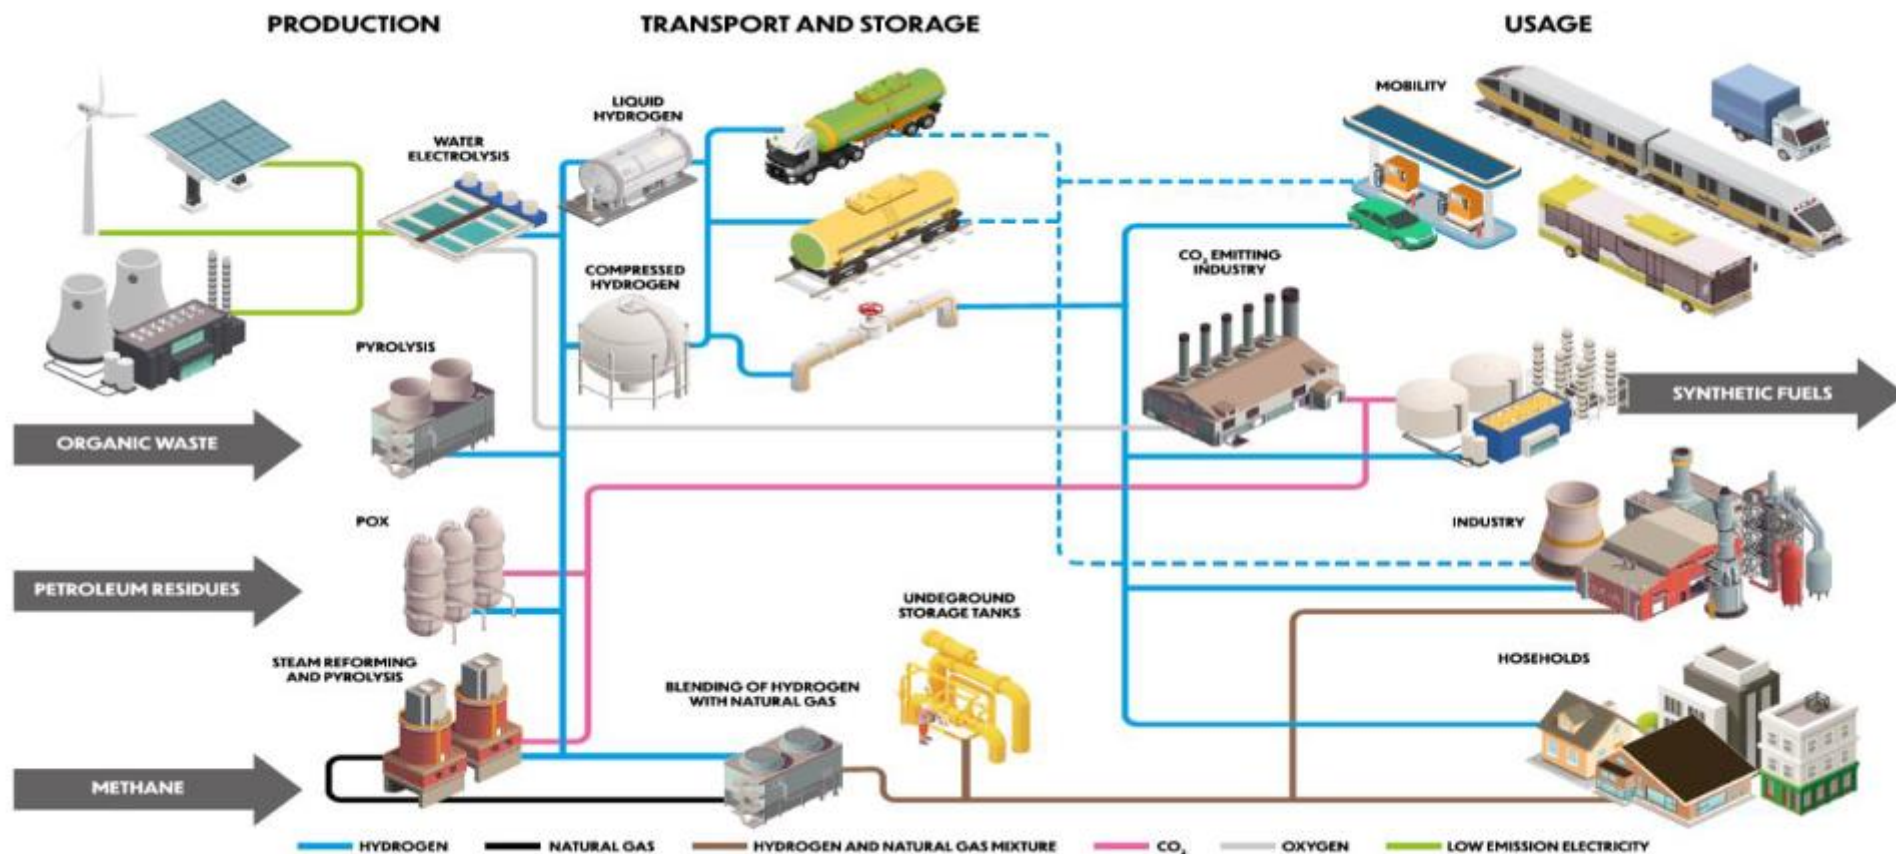 PRODUCTION
TRANSPORT AND STORAGE
USAGE
LIQUID
HYDROGEN
WATER
ELECTROLYSIS
MOBILITY
COMPRESSED
HYDROGEN
CO₂ EMITTING
INDUSTRY
PYROLYSIS
SYNTHETIC FUELS
ORGANIC WASTE
POX
INDUSTRY
PETROLEUM RESIDUES
UNDEGROUND
STORAGE TANKS
STEAM REFORMING
AND PYROLYSIS
BLENDING OF HYDROGEN
WITH NATURAL GAS
HOSEHOLDS
METHANE
HYDROGEN
NATURAL GAS
HYDROGEN AND NATURAL GAS MIXTURE
CO₂
OXYGEN
LOW EMISSION ELECTRICITY